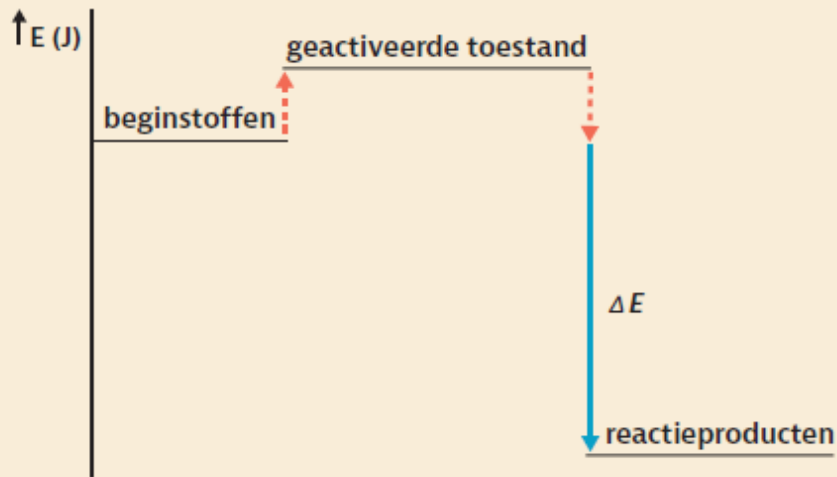 E (J)
geactiveerde toestand
beginstoffen
ΔE
reactieproducten